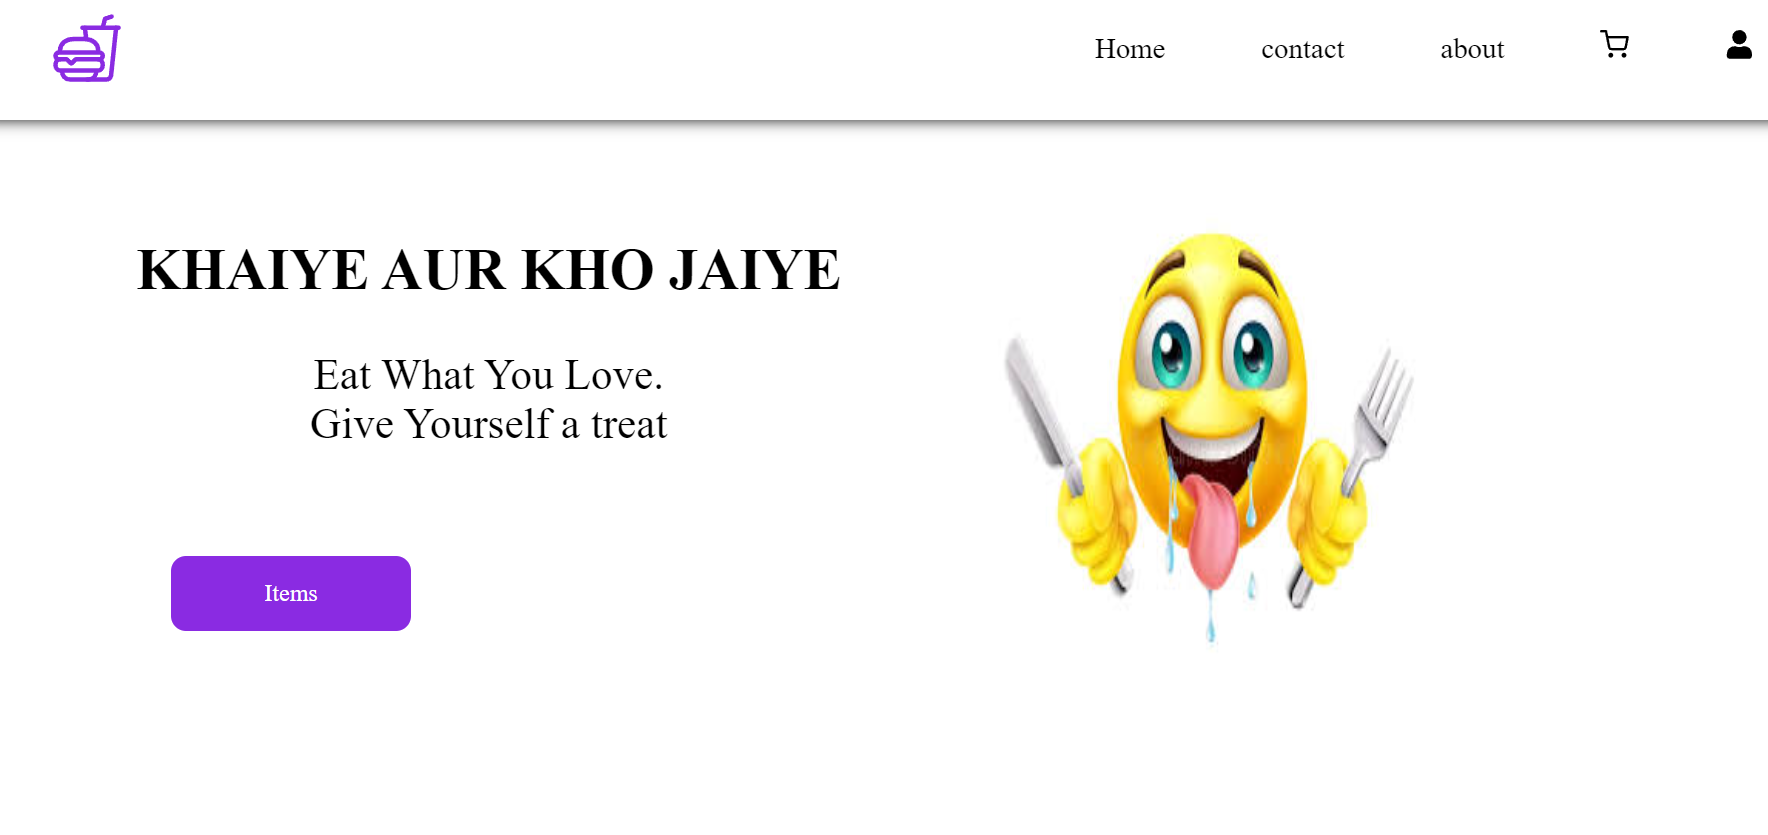 Home contact about
KHAIYE AUR KHO JAIYE
Eat What You Love.
Give Yourself a treat
Items